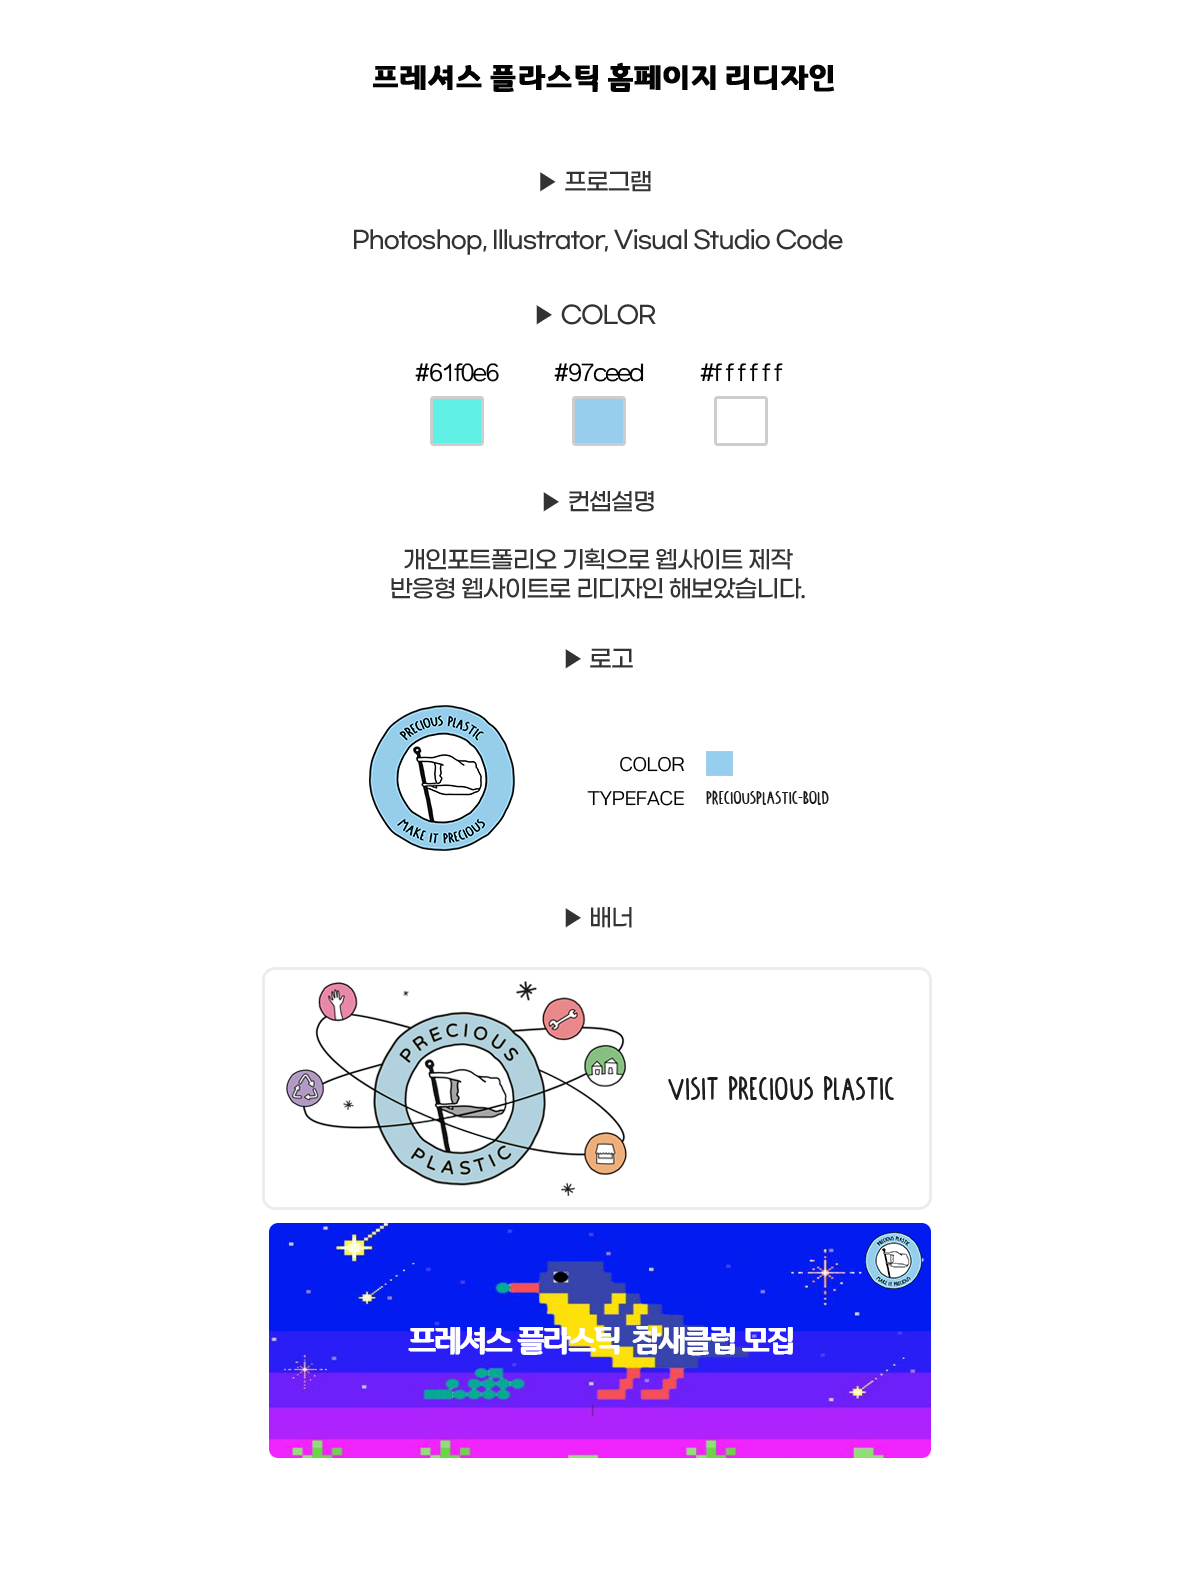 프레셔스 플라스틱 홈페이지 리디자인
▶ 프로그램
Photoshop, Illustrator, Visual Studio Code
▶ COLOR
#61f0e6 #97ceed #ffffff
▶ 컨셉설명
개인포트폴리오 기획으로 웹사이트 제작
반응형 웹사이트로 리디자인 해보았습니다.
▶ 로고
PRECIOUS PLASTIC
MAKE IT PRECIOUS
COLOR
TYPEFACE PRECIOUSPLASTIC-BOLD
▶ 배너
PRECIOUS
PLASTIC
VISIT PRECIOUS PLASTIC
PRECIOUS PLASTIC
MAKE IT PRECIOUS
프레셔스 플라스틱 참새클럽 모집